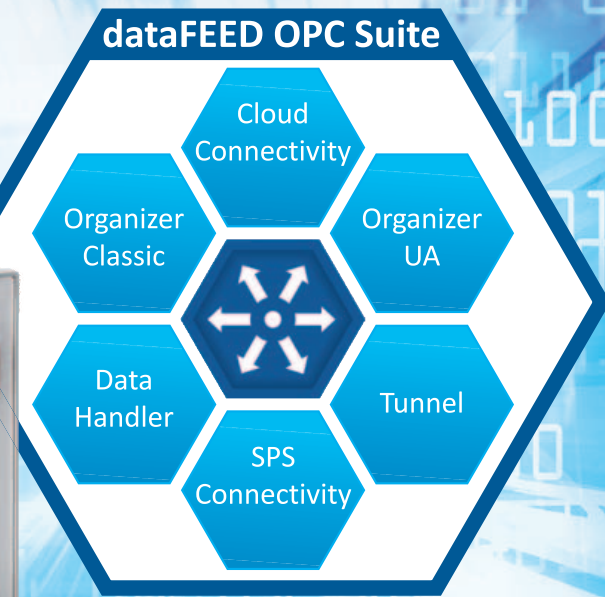 dataFEED OPC Suite
Cloud
Connectivity
Organizer
Classic
Organizer
UA
Data
Handler
Tunnel
SPS
Connectivity